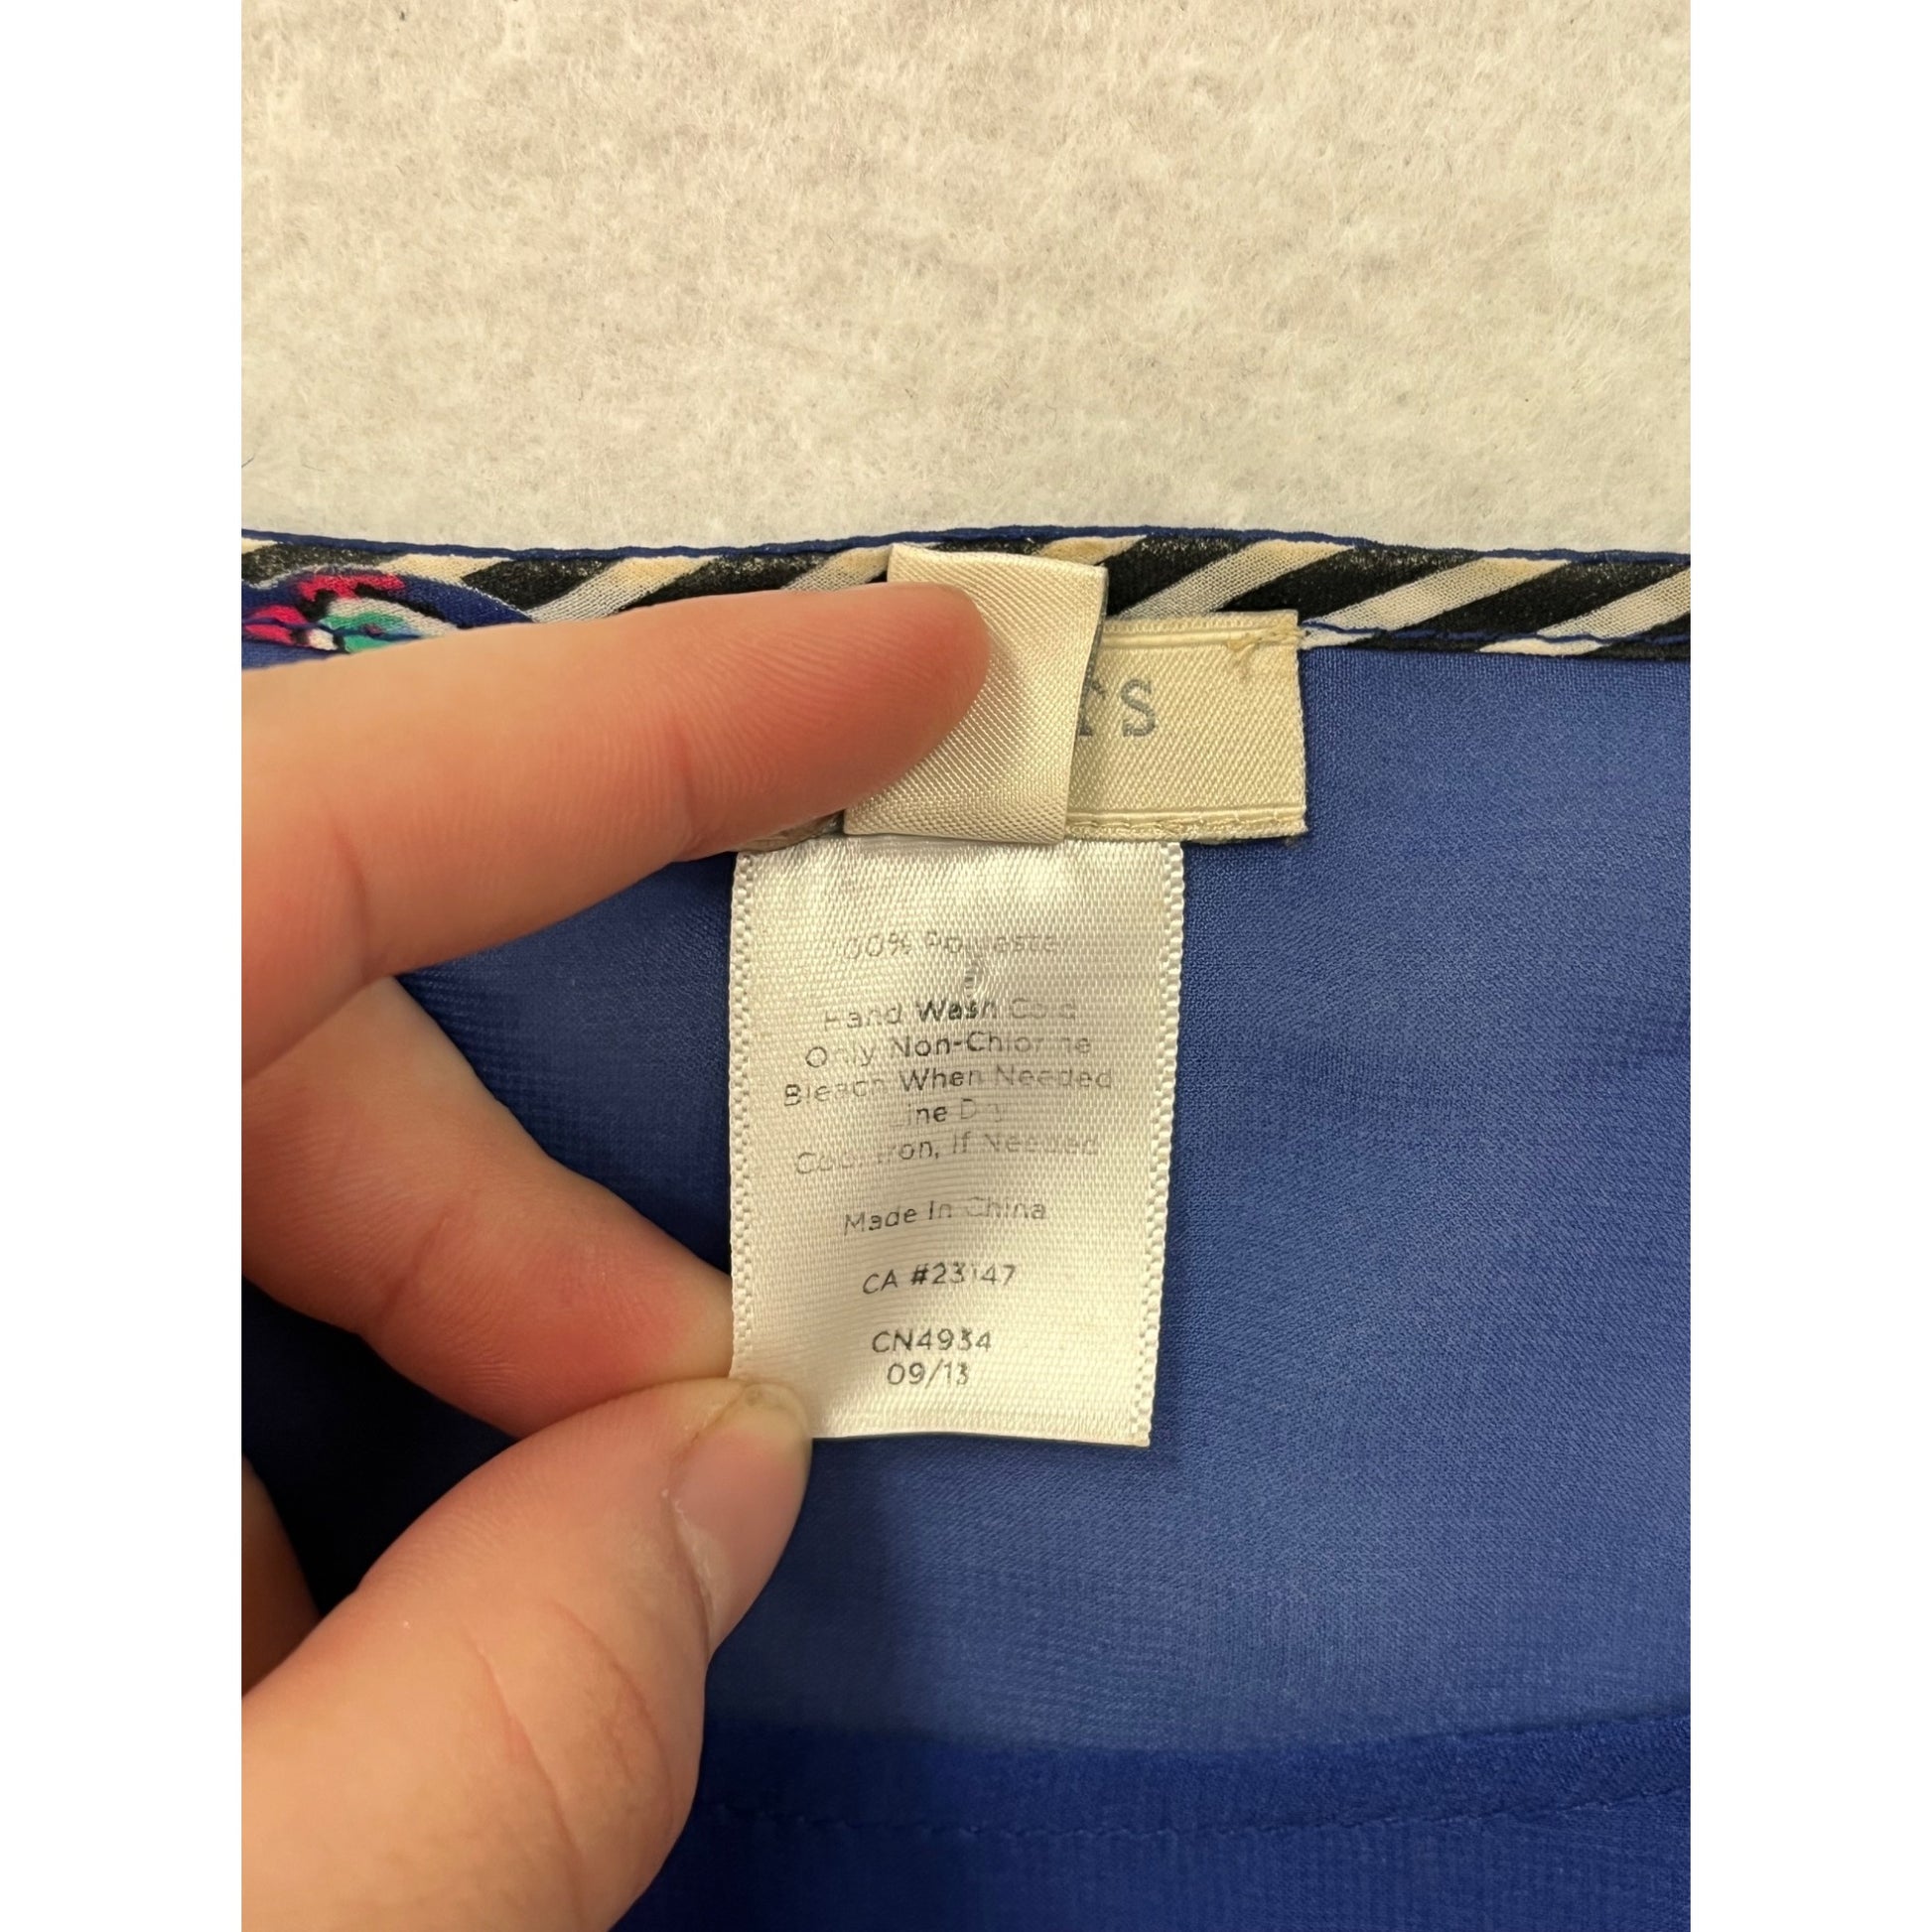 S
100% Polyester
Hand Wash Cold
Only Non-Chlorine
Bleach When Needed
Line Dry
Cool Iron, If Needed
Made In China
CA #23147
CN4934
09/13